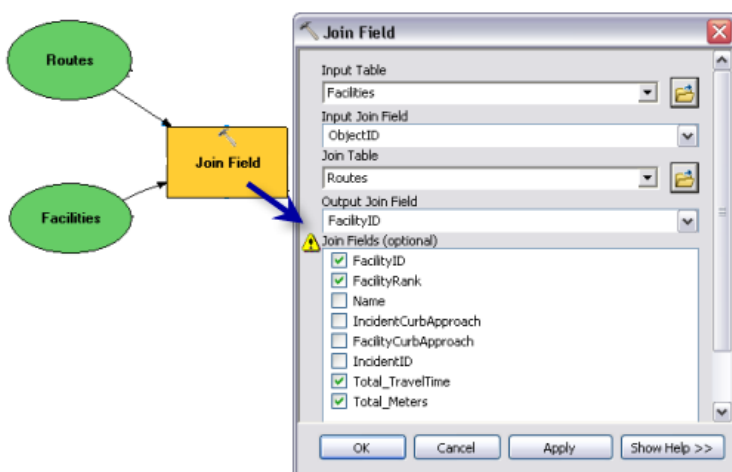 Routes
Join Field
Facilities
Join Field
Input Table
Facilities
Input Join Field
ObjectID
Join Table
Routes
Output Join Field
FacilityID
Join Fields (optional)
FacilityID
FacilityRank
Name
IncidentCurbApproach
FacilityCurbApproach
IncidentID
Total_TravelTime
Total_Meters
OK Cancel Apply Show Help >>